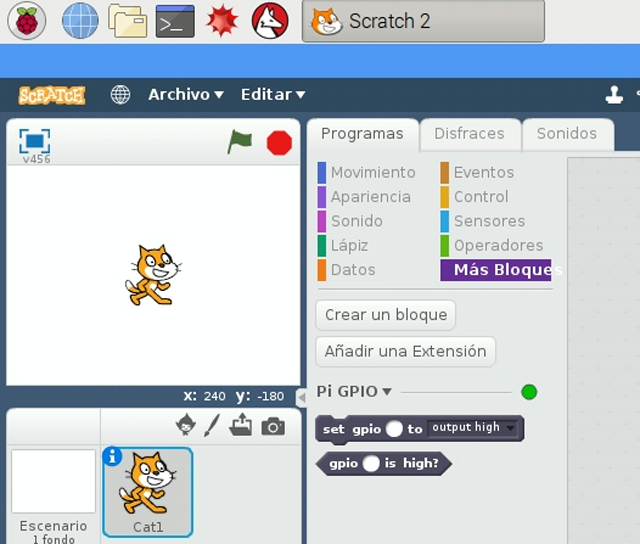 Scratch 2
SCRATCH
Archivo
Editar
v456
Programas
Disfraces
Sonidos
Movimiento
Eventos
Apariencia
Control
Sonido
Sensores
Lápiz
Operadores
Datos
Más Bloques
Crear un bloque
Añadir una Extensión
x: 240 y: -180
Pi GPIO
set gpio to output high
gpio is high?
Cat1
Escenario
1 fondo